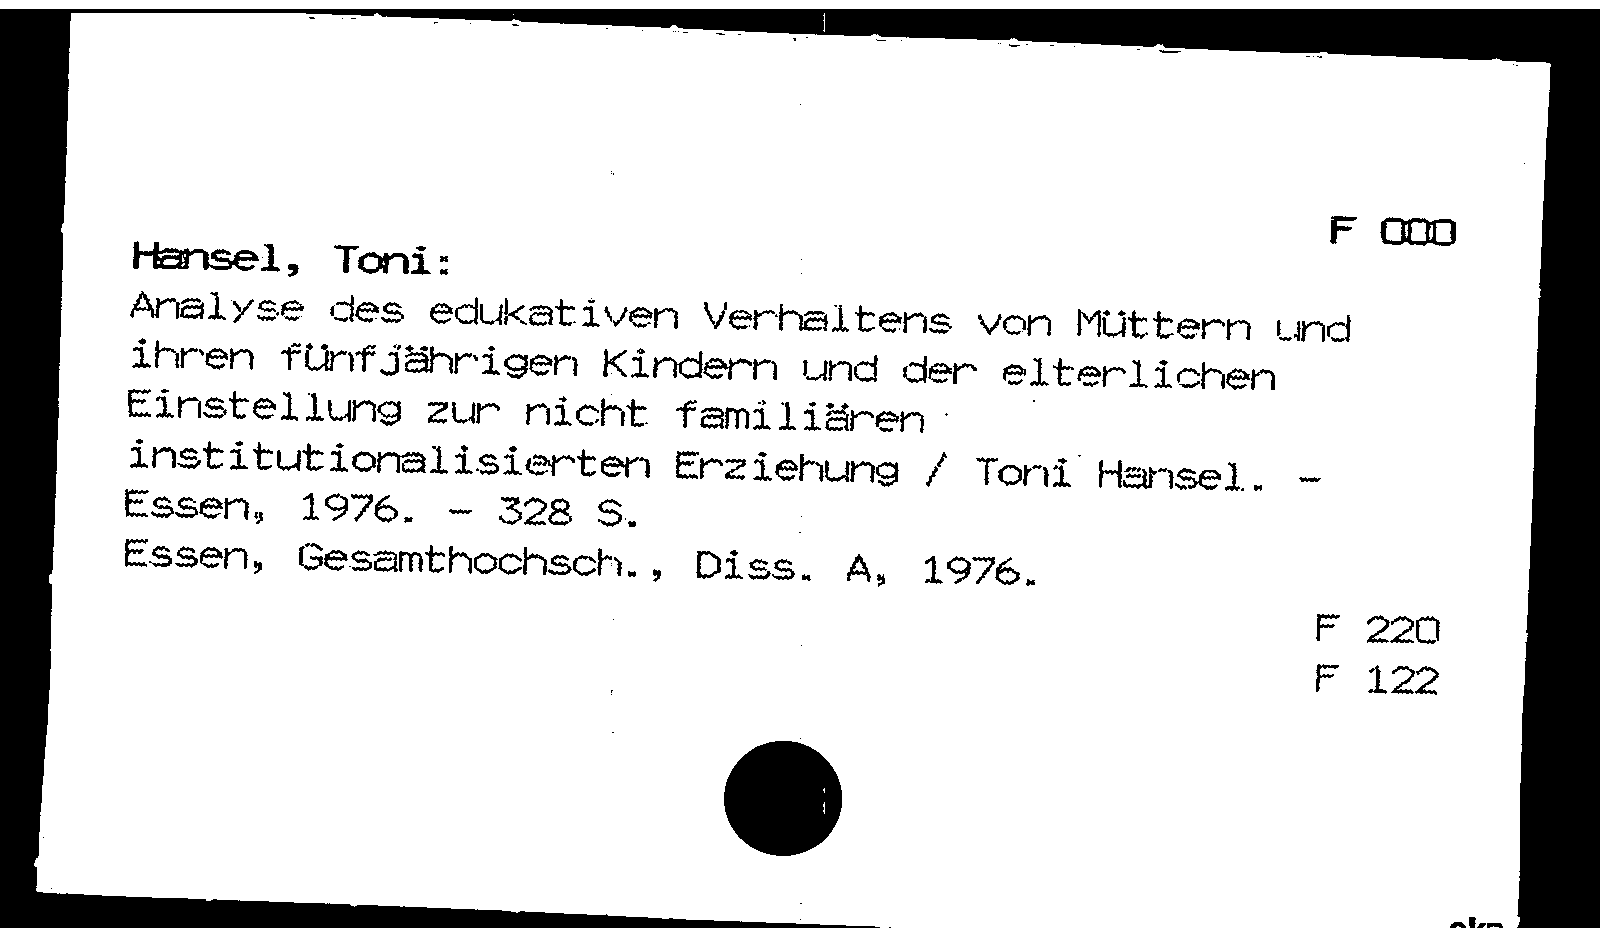 F 000
Hansel, Toni:
Analyse des edukativen Verhaltens von Müttern und
ihren fünfjährigen Kindern und der elterlichen
Einstellung zur nicht familiären
institutionalisierten Erziehung / Toni Hansel. -
Essen, 1976. - 328 S.
Essen, Gesamthochsch., Diss. A, 1976.
F 220
F 122